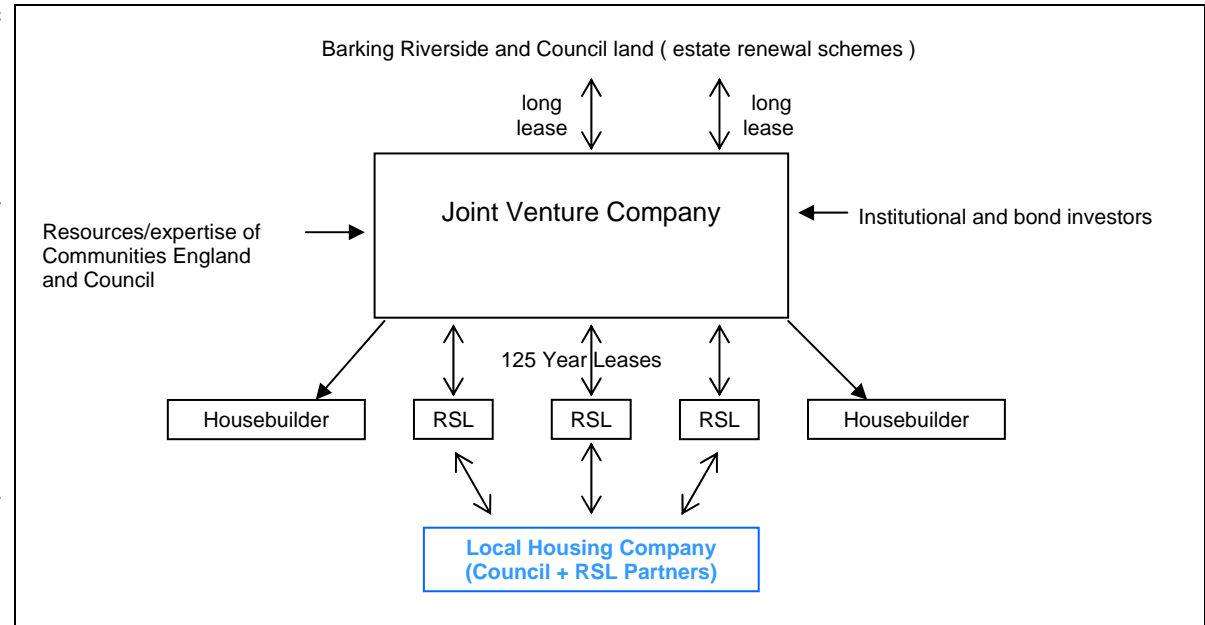 Barking Riverside and Council land ( estate renewal schemes )
long
lease
long
lease
Joint Venture Company
Resources/expertise of
Communities England
and Council
Institutional and bond investors
125 Year Leases
Housebuilder
RSL
RSL
RSL
Housebuilder
Local Housing Company
(Council + RSL Partners)